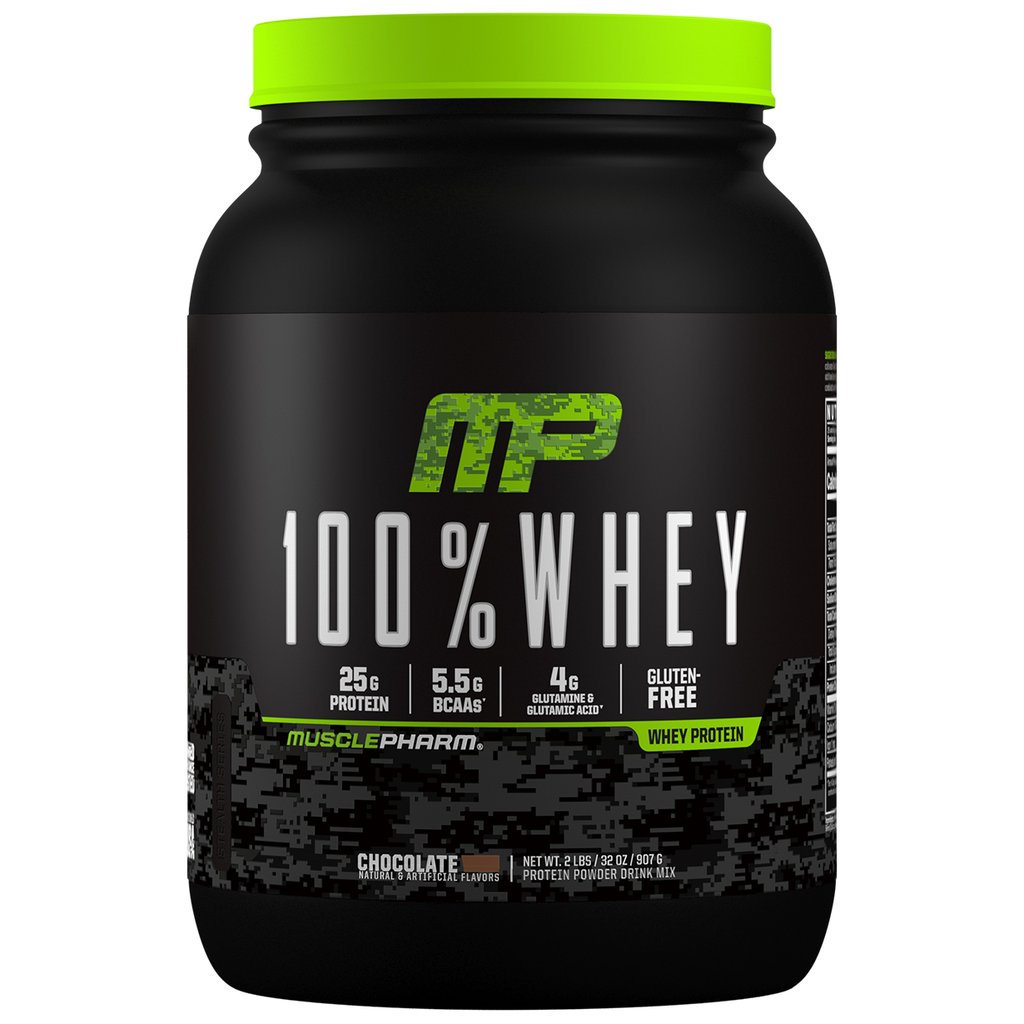 MP
100% WHEY
25G
PROTEIN
5.5G
BCAAs▼
4G
GLUTAMINE &
GLUTAMIC ACID▼
GLUTEN-
FREE
MUSCLEPHARM®
WHEY PROTEIN
CHOCOLATE
NATURAL & ARTIFICIAL FLAVORS
NET WT. 2 LBS / 32 OZ / 907 G
PROTEIN POWDER DRINK MIX